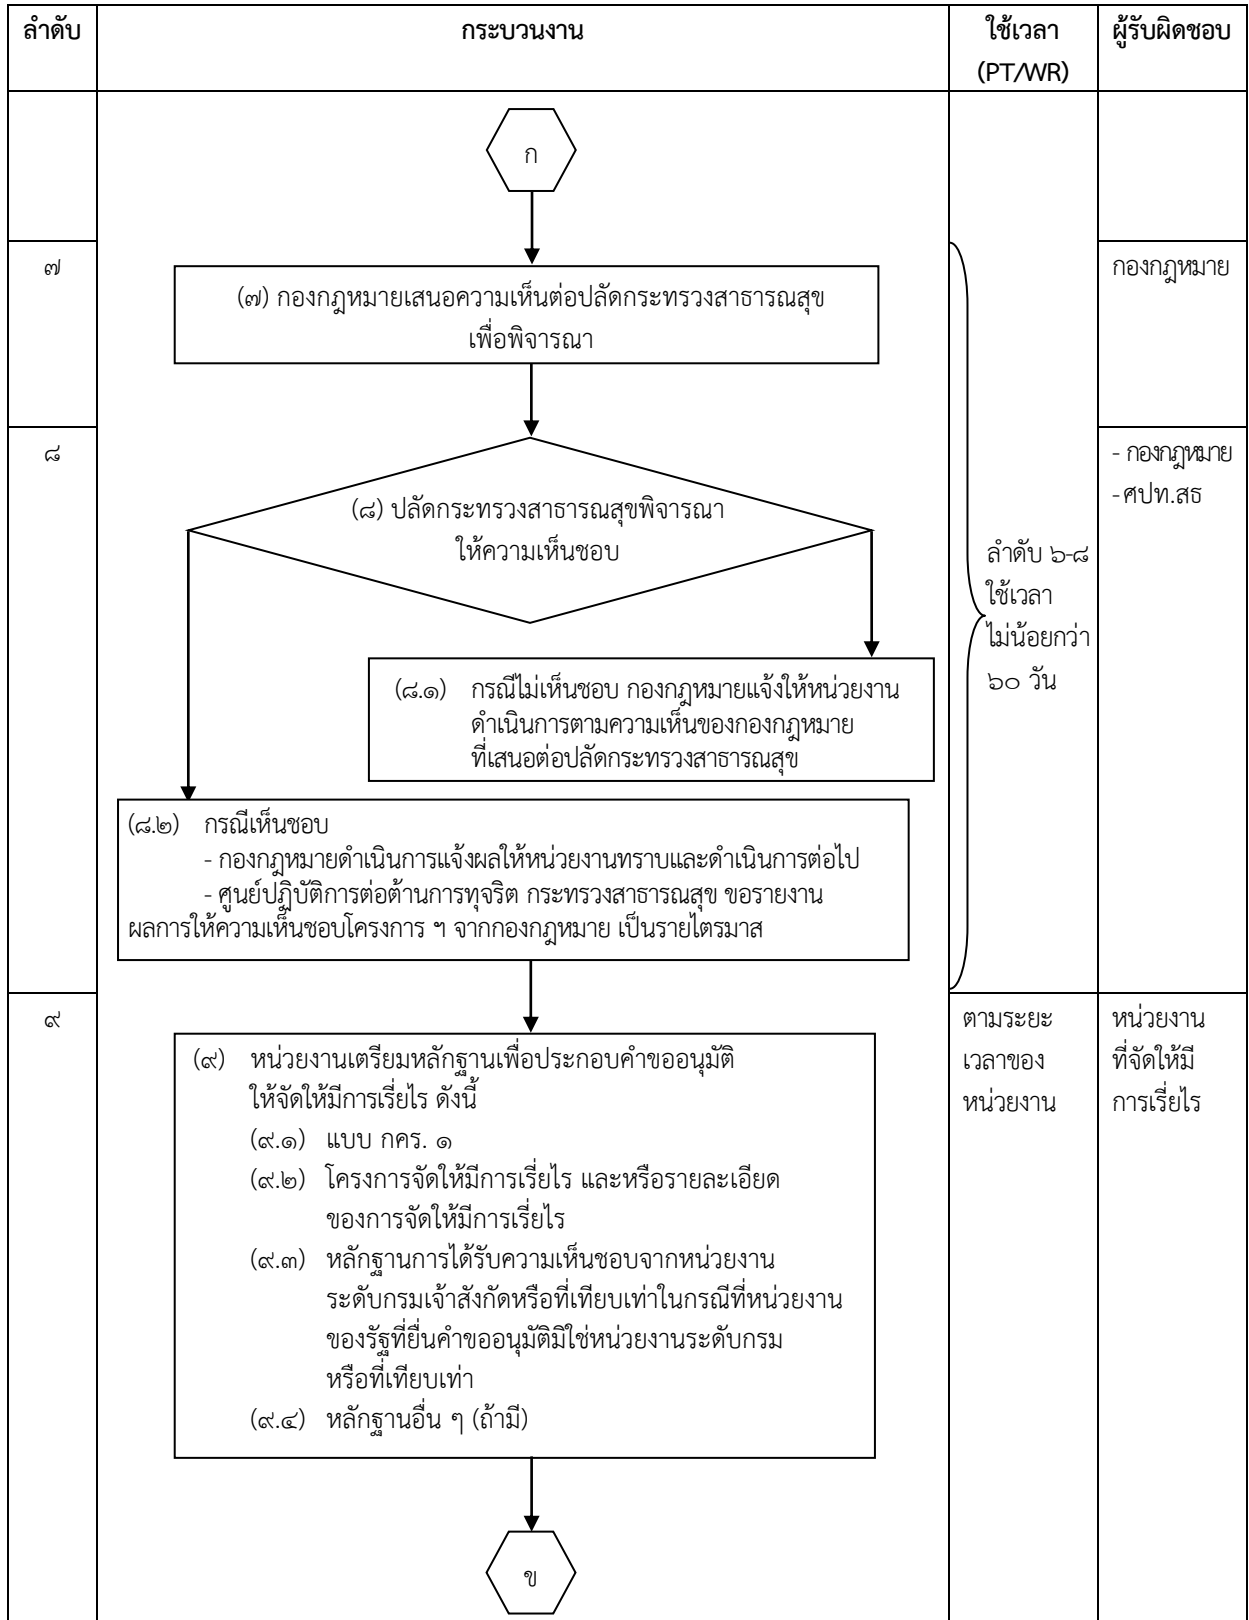 ลำดับ
กระบวนงาน
ใช้เวลา
(PT/WR)
ผู้รับผิดชอบ
ก
๗
(๗) กองกฎหมายเสนอความเห็นต่อปลัดกระทรวงสาธารณสุข
เพื่อพิจารณา
กองกฎหมาย
๘
(๘) ปลัดกระทรวงสาธารณสุขพิจารณา
ให้ความเห็นชอบ
- กองกฎหมาย
- ศปท.สธ
ลำดับ ๖-๘
ใช้เวลา
ไม่น้อยกว่า
๖๐ วัน
(๘.๑) กรณีไม่เห็นชอบ กองกฎหมายแจ้งให้หน่วยงาน
ดำเนินการตามความเห็นของกองกฎหมาย
ที่เสนอต่อปลัดกระทรวงสาธารณสุข
(๘.๒) กรณีเห็นชอบ
- กองกฎหมายดำเนินการแจ้งผลให้หน่วยงานทราบและดำเนินการต่อไป
- ศูนย์ปฏิบัติการต่อต้านการทุจริต กระทรวงสาธารณสุข ขอรายงาน
ผลการให้ความเห็นชอบโครงการ ฯ จากกองกฎหมาย เป็นรายไตรมาส
๙
(๙) หน่วยงานเตรียมหลักฐานเพื่อประกอบคำขออนุมัติ
ให้จัดให้มีการเรี่ยไร ดังนี้
(๙.๑) แบบ กคร. ๑
(๙.๒) โครงการจัดให้มีการเรี่ยไร และหรือรายละเอียด
ของการจัดให้มีการเรี่ยไร
(๙.๓) หลักฐานการได้รับความเห็นชอบจากหน่วยงาน
ระดับกรมเจ้าสังกัดหรือที่เทียบเท่าในกรณีที่หน่วยงาน
ของรัฐที่ยื่นคำขออนุมัติมิใช่หน่วยงานระดับกรม
หรือที่เทียบเท่า
(๙.๔) หลักฐานอื่น ๆ (ถ้ามี)
ตามระยะ
เวลาของ
หน่วยงาน
หน่วยงาน
ที่จัดให้มี
การเรี่ยไร
ข